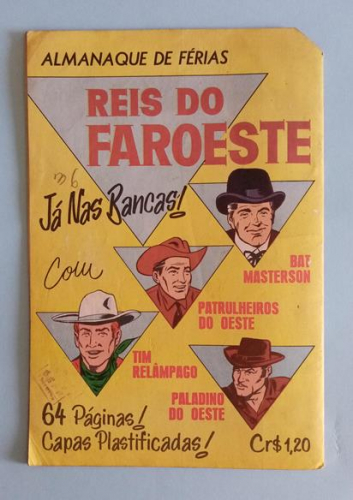 ALMANAQUE DE FÉRIAS
REIS DO
FAROESTE
Já Nas Bancas!
Com
BAT
MASTERSON
PATRULHEIROS
DO OESTE
TIM
RELÂMPAGO
PALADINO
DO OESTE
64 Páginas!
Capas Plastificadas!
Cr$ 1,20